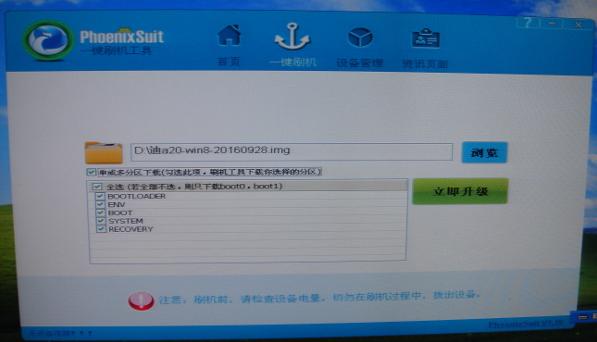 PhoenixSuit
一键刷机工具
首页 一键刷机 设备管理 资讯页面
D:\迪a20-win8-20160928.img 浏览
单或多分区下载(勾选此项，刷机工具下载你选择的分区)
全选(若全部不选，则只下载boot0，boot1)
立即升级
BOOTLOADER
ENV
BOOT
SYSTEM
RECOVERY
注意：刷机前，请检查设备电量，切勿在刷机过程中，拔出设备。